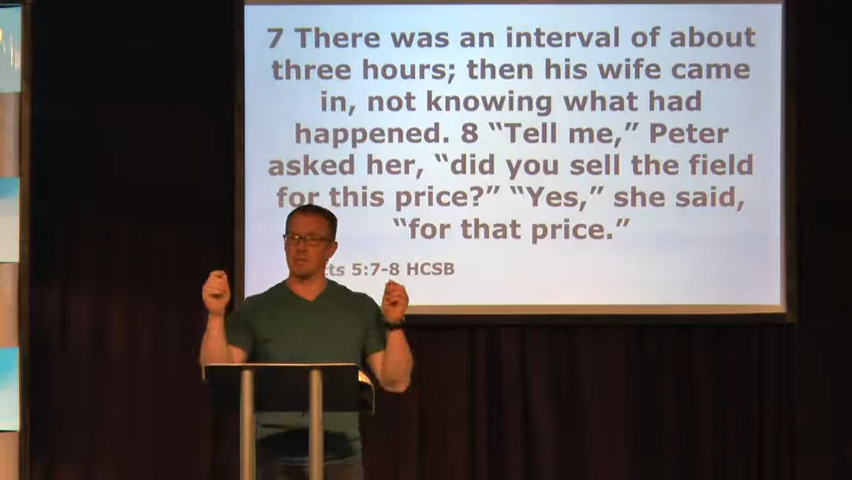 7 There was an interval of about
three hours; then his wife came
in, not knowing what had
happened. 8 “Tell me,” Peter
asked her, “did you sell the field
for this price?” “Yes,” she said,
“for that price.”
5:7-8 HCSB